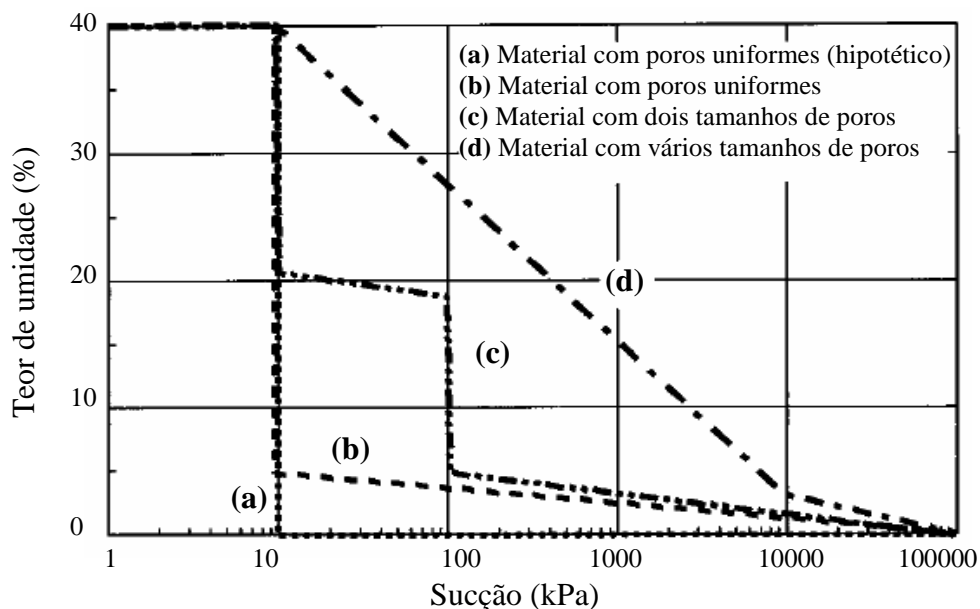 40
30
20
10
0
Teor de umidade (%)
(a) Material com poros uniformes (hipotético)
(b) Material com poros uniformes
(c) Material com dois tamanhos de poros
(d) Material com vários tamanhos de poros
(d)
(c)
(b)
(a)
1 10 100 1000 10000 100000
Sucção (kPa)